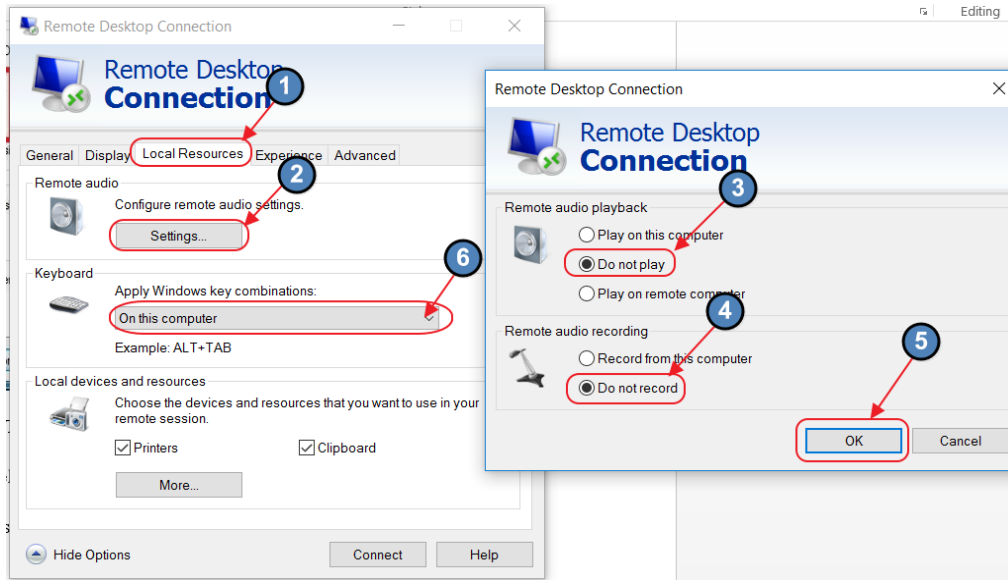 Editing
Remote Desktop Connection
Remote Desktop
Connection
1
General Display Local Resources Experience Advanced
2
Remote audio
Configure remote audio settings.
Settings...
6
Keyboard
Apply Windows key combinations:
On this computer
Example: ALT+TAB
Local devices and resources
Choose the devices and resources that you want to use in your
remote session.
Printers Clipboard
More...
Hide Options Connect Help
Remote Desktop Connection
Remote Desktop
Connection
3
Remote audio playback
Play on this computer
Do not play
Play on remote computer
4
Remote audio recording
Record from this computer
Do not record
5
OK Cancel